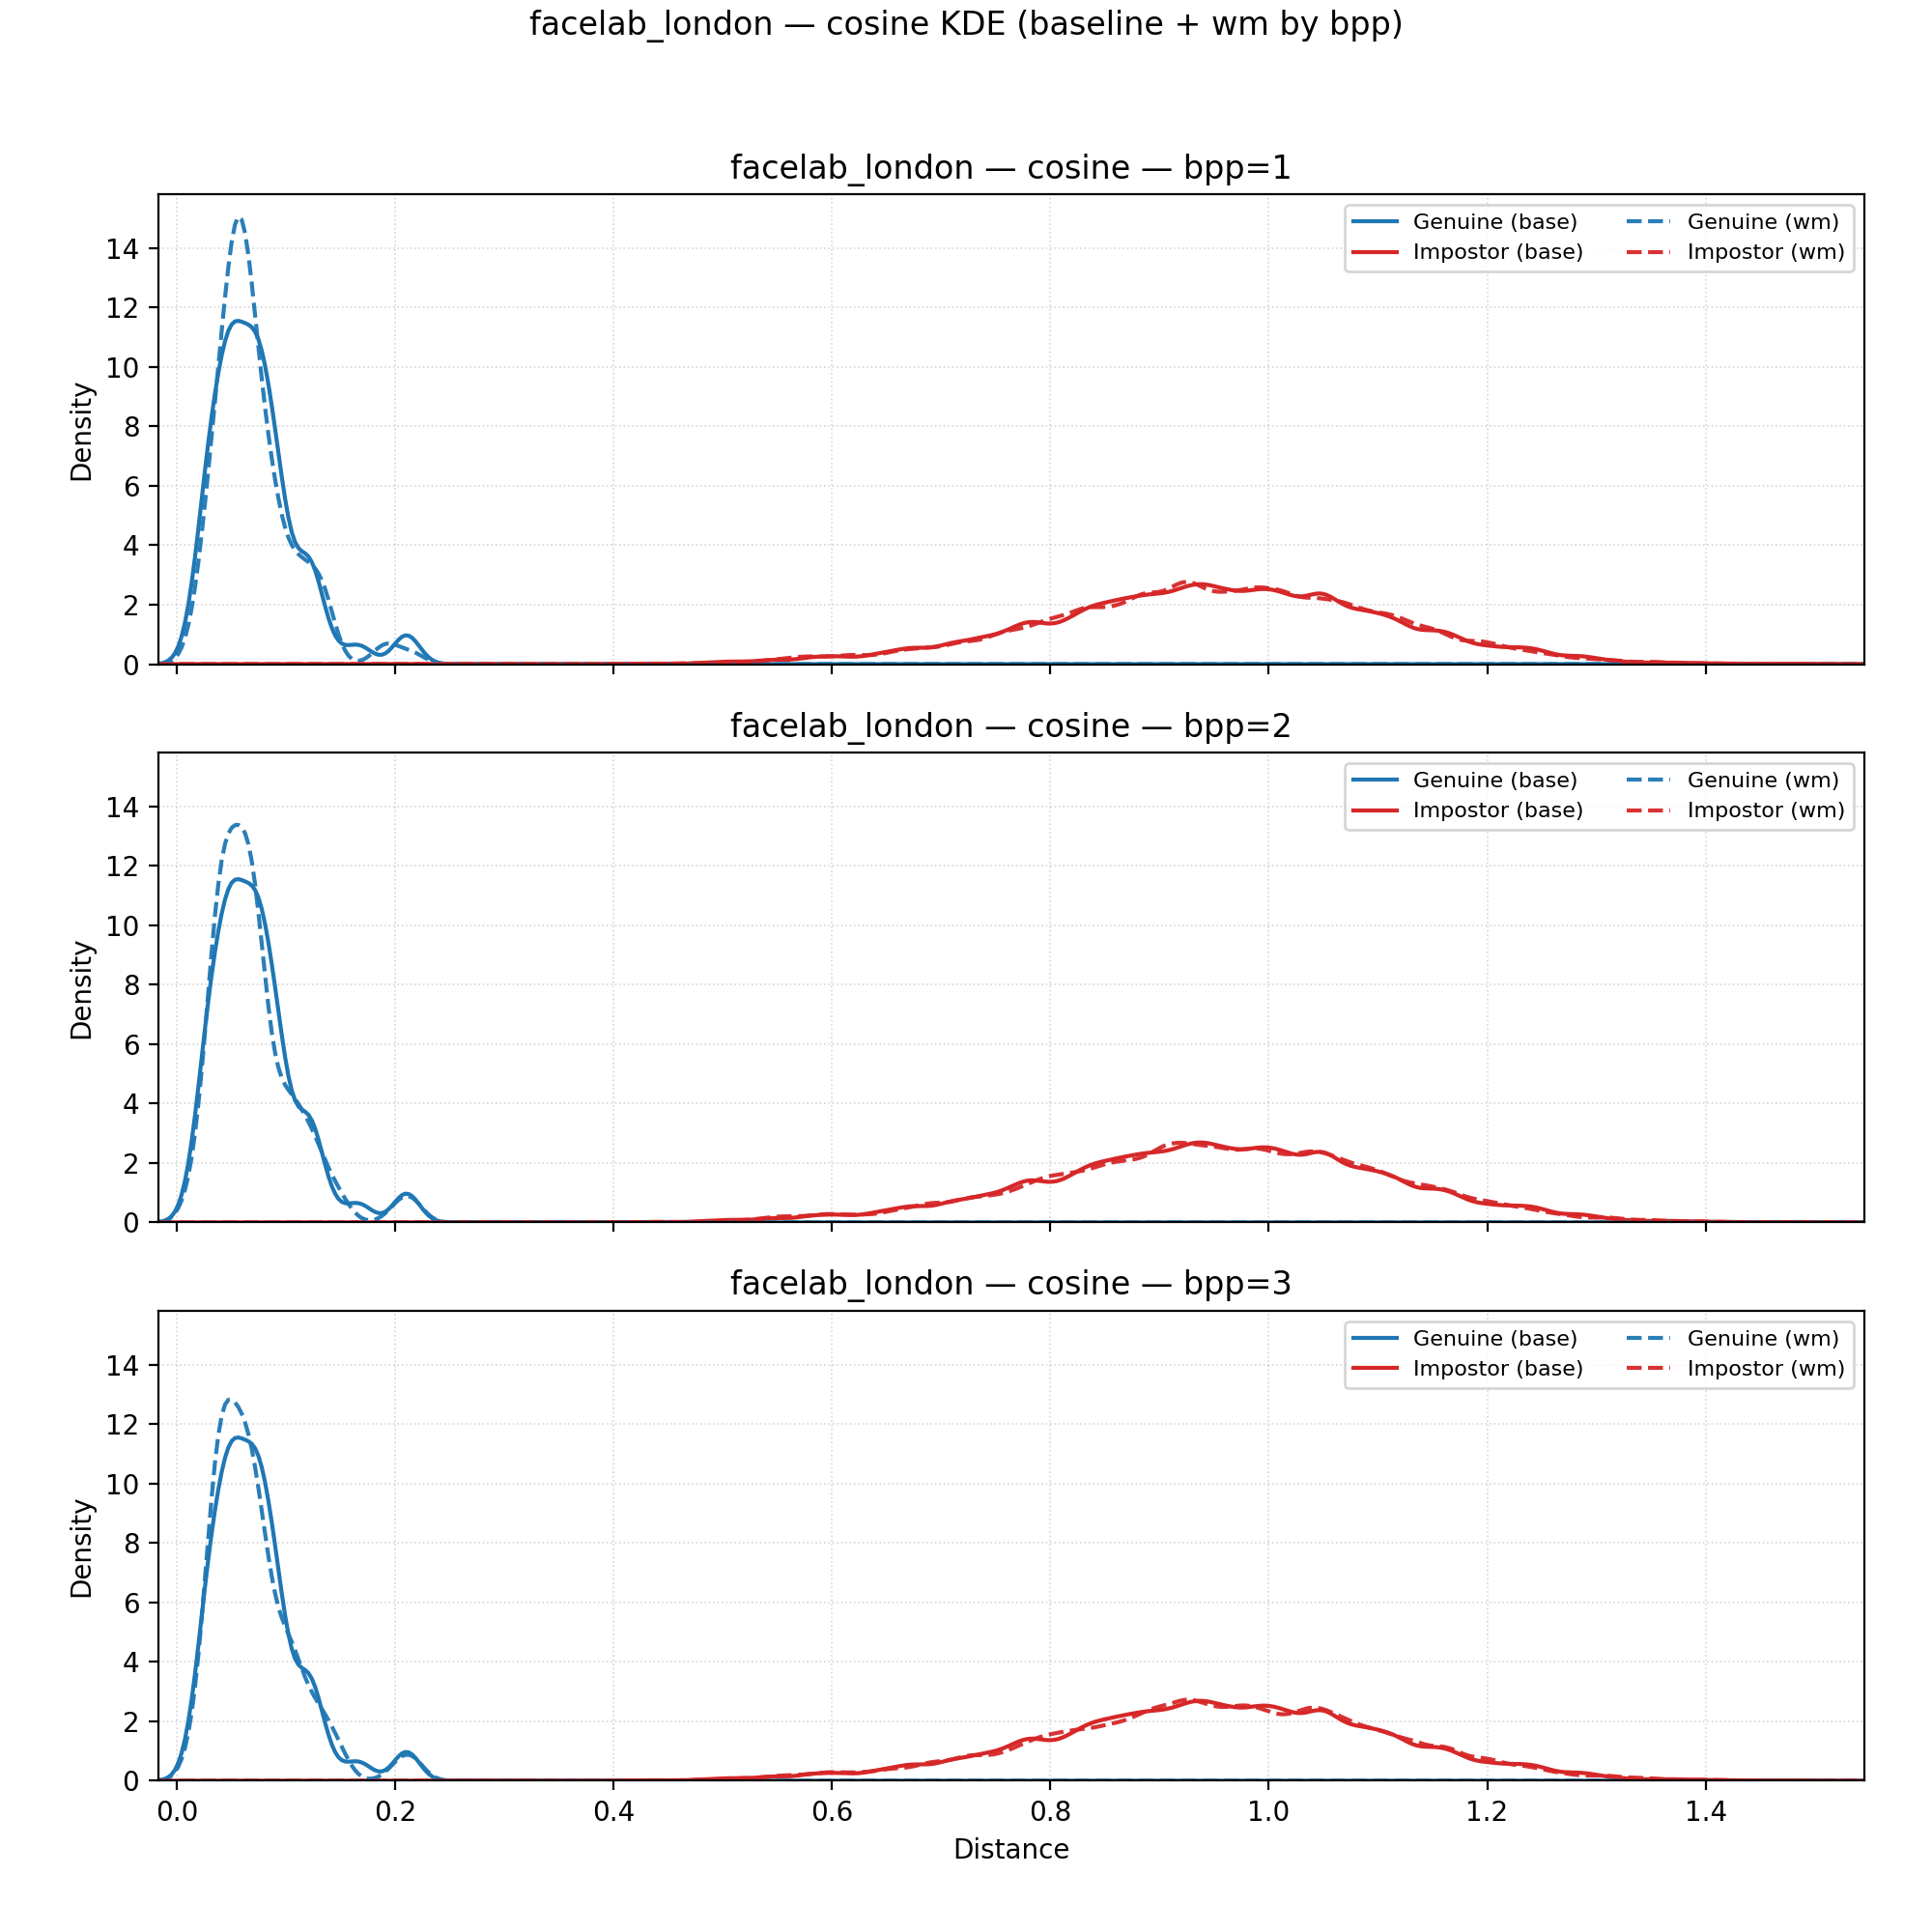 facelab_london — cosine KDE (baseline + wm by bpp)
facelab_london — cosine — bpp=1
Genuine (base) Genuine (wm)
Impostor (base) Impostor (wm)
14
12
10
8
6
4
2
0
Density
facelab_london — cosine — bpp=2
Genuine (base) Genuine (wm)
Impostor (base) Impostor (wm)
14
12
10
8
6
4
2
0
Density
facelab_london — cosine — bpp=3
Genuine (base) Genuine (wm)
Impostor (base) Impostor (wm)
14
12
10
8
6
4
2
0
Density
0.0 0.2 0.4 0.6 0.8 1.0 1.2 1.4
Distance